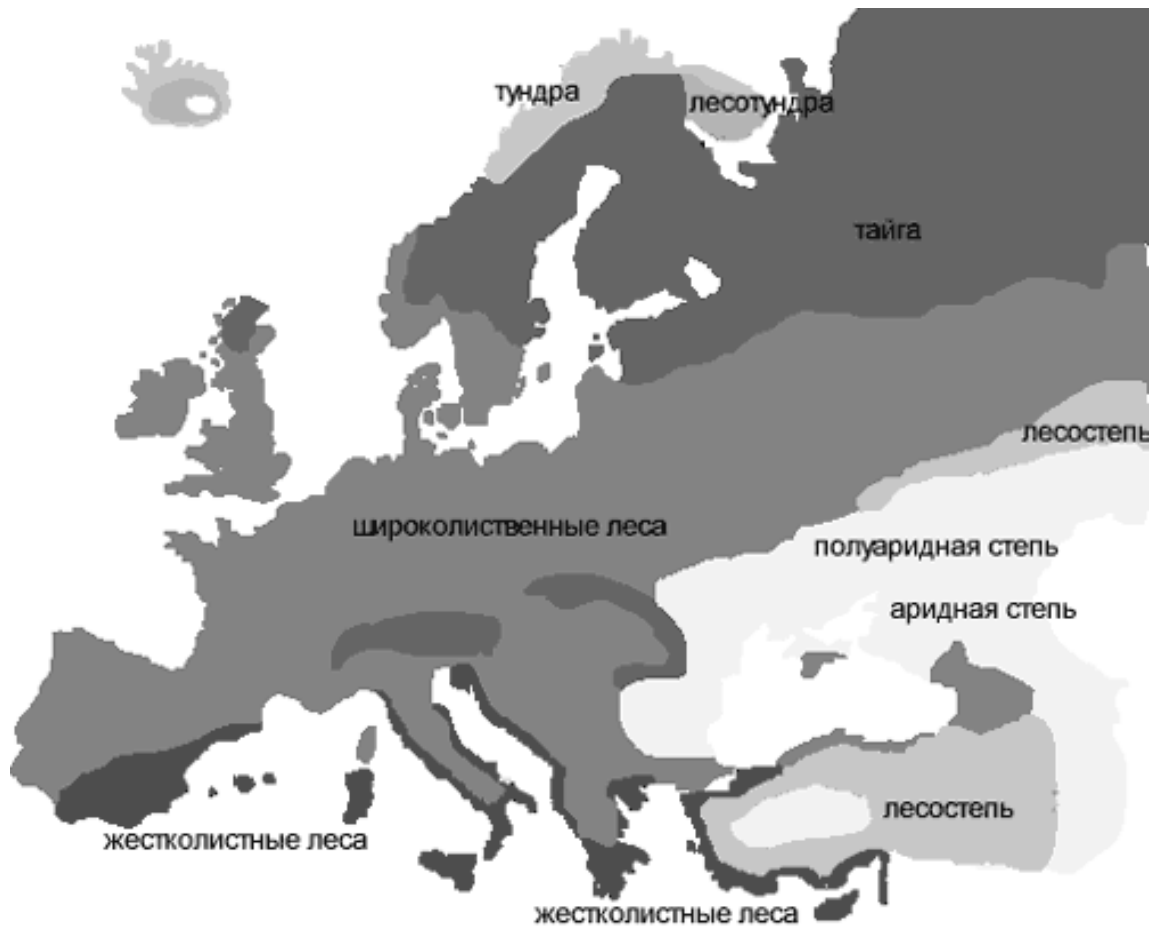 тундра
лесотундра
тайга
лесостепь
широколиственные леса
полуаридная степь
аридная степь
лесостепь
жестколистные леса
жестколистные леса